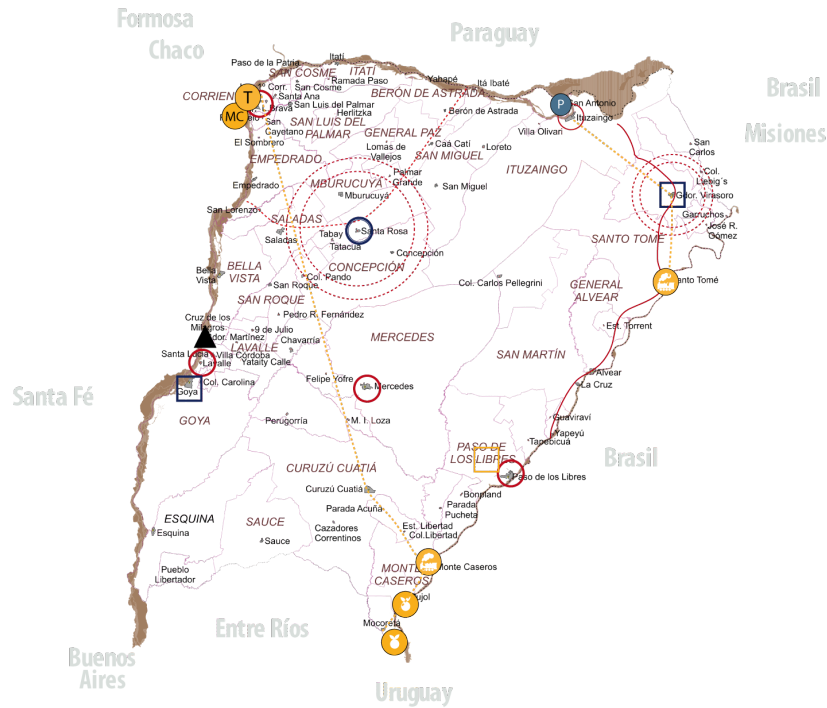 Formosa
Chaco
Paraguay
Brasil
Misiones
Paso de la Patria
Itatí
SAN COSME
ITATÍ
Ramada Paso
Yahapé
Itá Ibaté
CORRIEN
T
MC
Corr.
San Cosme
Santa Ana
L. Brava
San Luis del Palmar
Herlitzka
BERÓN DE ASTRADA
Berón de Astrada
P
San Antonio
Ituzaingo
Villa Olivari
San
Cayetano
SAN LUIS DEL
PALMAR
El Sombrero
GENERAL PAZ
Lomas de
Vallejos
Caá Catí
SAN MIGUEL
Loreto
San
Carlos
EMPEDRADO
Empedrado
MBURUCUYÁ
Mburucuyá
Palmar
Grande
San Miguel
ITUZAINGO
Col.
Liebig´s
Gdor. Virasoro
Garruchos
José R.
Gómez
San Lorenzo
SALADAS
Saladas
Tabay
Tatacua
Santa Rosa
SANTO TOMÉ
Concepción
CONCEPCIÓN
Bella
Vista
BELLA
VISTA
Col. Pando
San Roque
SAN ROQUE
Col. Carlos Pellegrini
GENERAL
ALVEAR
anto Tomé
Cruz de los
Milagros
Gdor. Martínez
9 de Julio
Pedro R. Fernández
Chavarría
LAVALLE
Santa Lucia
Villa Córdoba
Lavalle
Yataity Calle
MERCEDES
Est. Torrent
SAN MARTÍN
Alvear
La Cruz
Santa Fé
Goya
Col. Carolina
Felipe Yofre
Mercedes
GOYA
Perugorría
M. I. Loza
Guaviraví
Yapeyú
Tapebicuá
PASO DE
LOS LIBRES
Paso de los Libres
Brasil
CURUZÚ CUATIÁ
Curuzú Cuatiá
Bonpland
Parada
Pucheta
Parada Acuña
ESQUINA
Esquina
SAUCE
Sauce
Cazadores
Correntinos
Est. Libertad
Col.Libertad
Pueblo
Libertador
MONTE
CASEROS
Monte Caseros
Mocoretá
Entre Ríos
Buenos
Aires
Uruguay